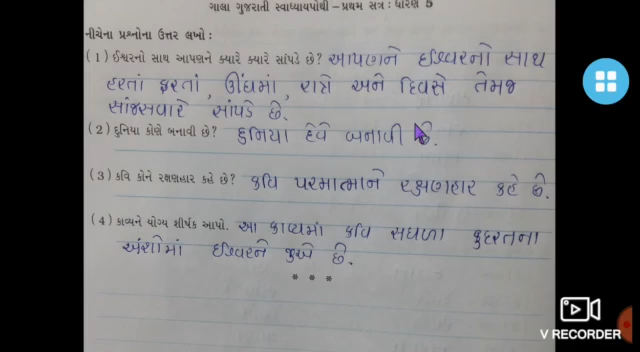 ગાલા ગુજરાતી સ્વાધ્યાયપોથી – પ્રથમ સત્ર : ધોરણ 5
નીચેના પ્રશ્નોના ઉત્તર લખો :
(1) ઈશ્વરનો સાથ આપણને ક્યારે ક્યારે સાંપડે છે? આપણને ઈશ્વરનો સાથ
હરતાં ફરતાં, ઊંઘમાં, રાત્રે અને દિવસે તેમજ
સાંજસવારે સાંપડે છે.
(2) દુનિયા કોણે બનાવી છે? દુનિયા દેવે બનાવી છે.
(3) કવિ કોને રક્ષણહાર કહે છે? કવિ પરમાત્માને રક્ષણહાર કહે છે.
(4) કાવ્યને યોગ્ય શીર્ષક આપો. આ કાવ્યમાં કવિ સઘળા કુદરતના
અંશોમાં ઈશ્વરને જુએ છે.
* * *
V RECORDER